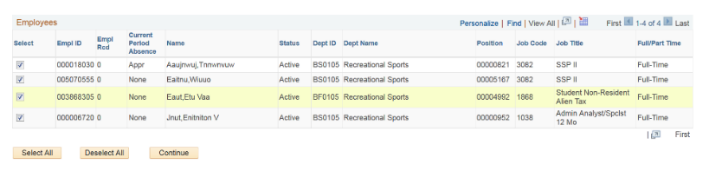 Employees Personalize | Find | View All | First 1-4 of 4 Last
Select Empl ID Empl Rcd Current Period Absence Name Status Dept ID Dept Name Position Job Code Job Title Full/Part Time
000018030 0 Appr Aaujnvuj,Tnnwnvuw Active BS0105 Recreational Sports 00000821 3082 SSP II Full-Time
005070555 0 None Eaitnu,Wiuuo Active BS0105 Recreational Sports 00005167 3082 SSP II Full-Time
003868305 0 None Eaut,Elu Vaa Active BF0105 Recreational Sports 00004992 1868 Student Non-Resident Alien Tax Full-Time
000006720 0 None Jnut,Enitniton V Active BS0105 Recreational Sports 00000952 1038 Admin Analyst/Spclst 12 Mo Full-Time
| First
Select All Deselect All Continue